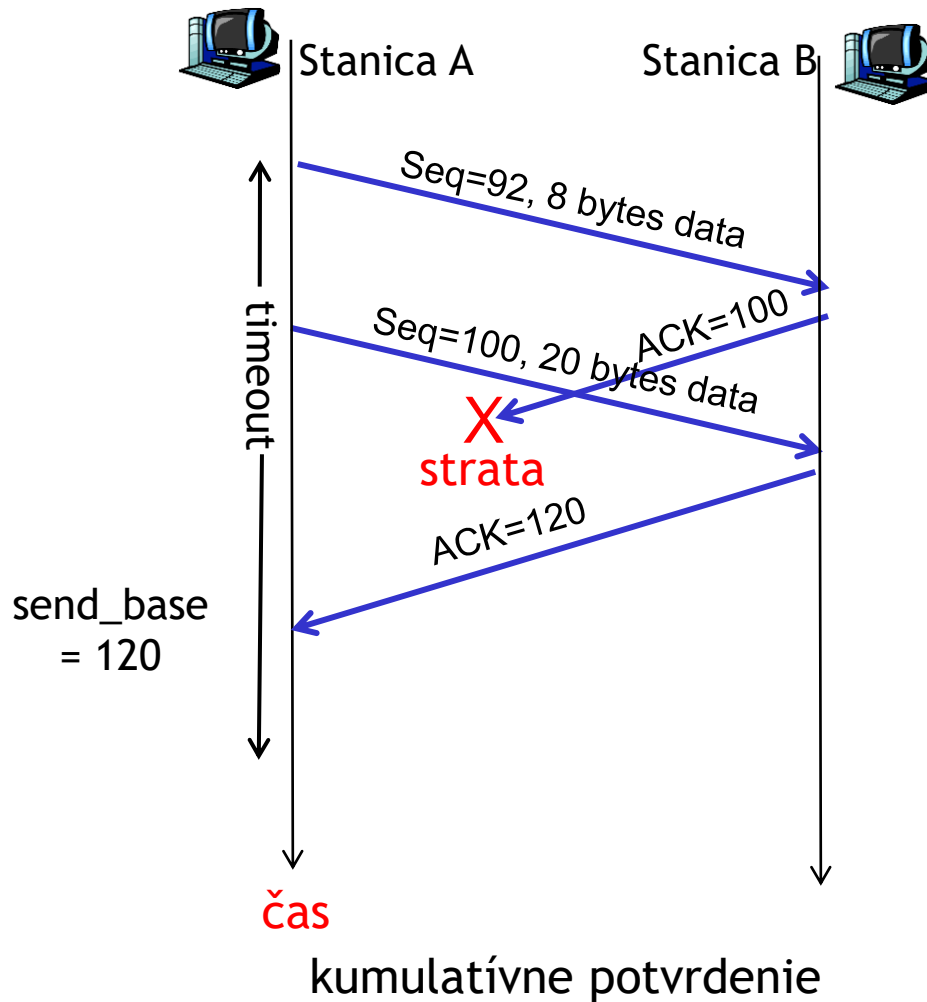 Stanica A
Stanica B
Seq=92, 8 bytes data
timeout
ACK=100
Seq=100, 20 bytes data
X
strata
ACK=120
send_base
= 120
čas
kumulatívne potvrdenie